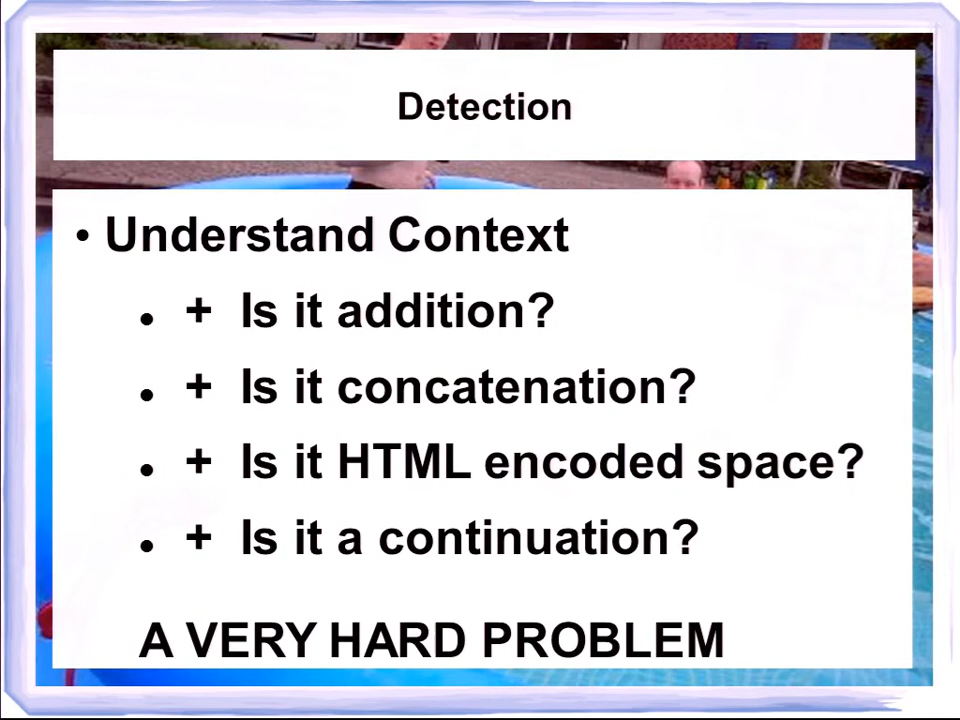 Detection
• Understand Context
• + Is it addition?
• + Is it concatenation?
• + Is it HTML encoded space?
• + Is it a continuation?
A VERY HARD PROBLEM